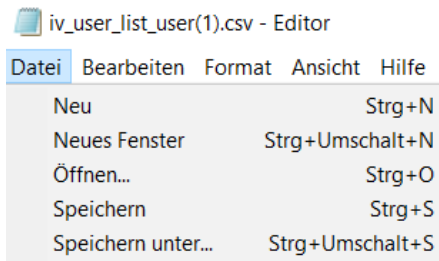 iv_user_list_user(1).csv - Editor
Datei Bearbeiten Format Ansicht Hilfe
Neu Strg+N
Neues Fenster Strg+Umschalt+N
Öffnen... Strg+O
Speichern Strg+S
Speichern unter... Strg+Umschalt+S